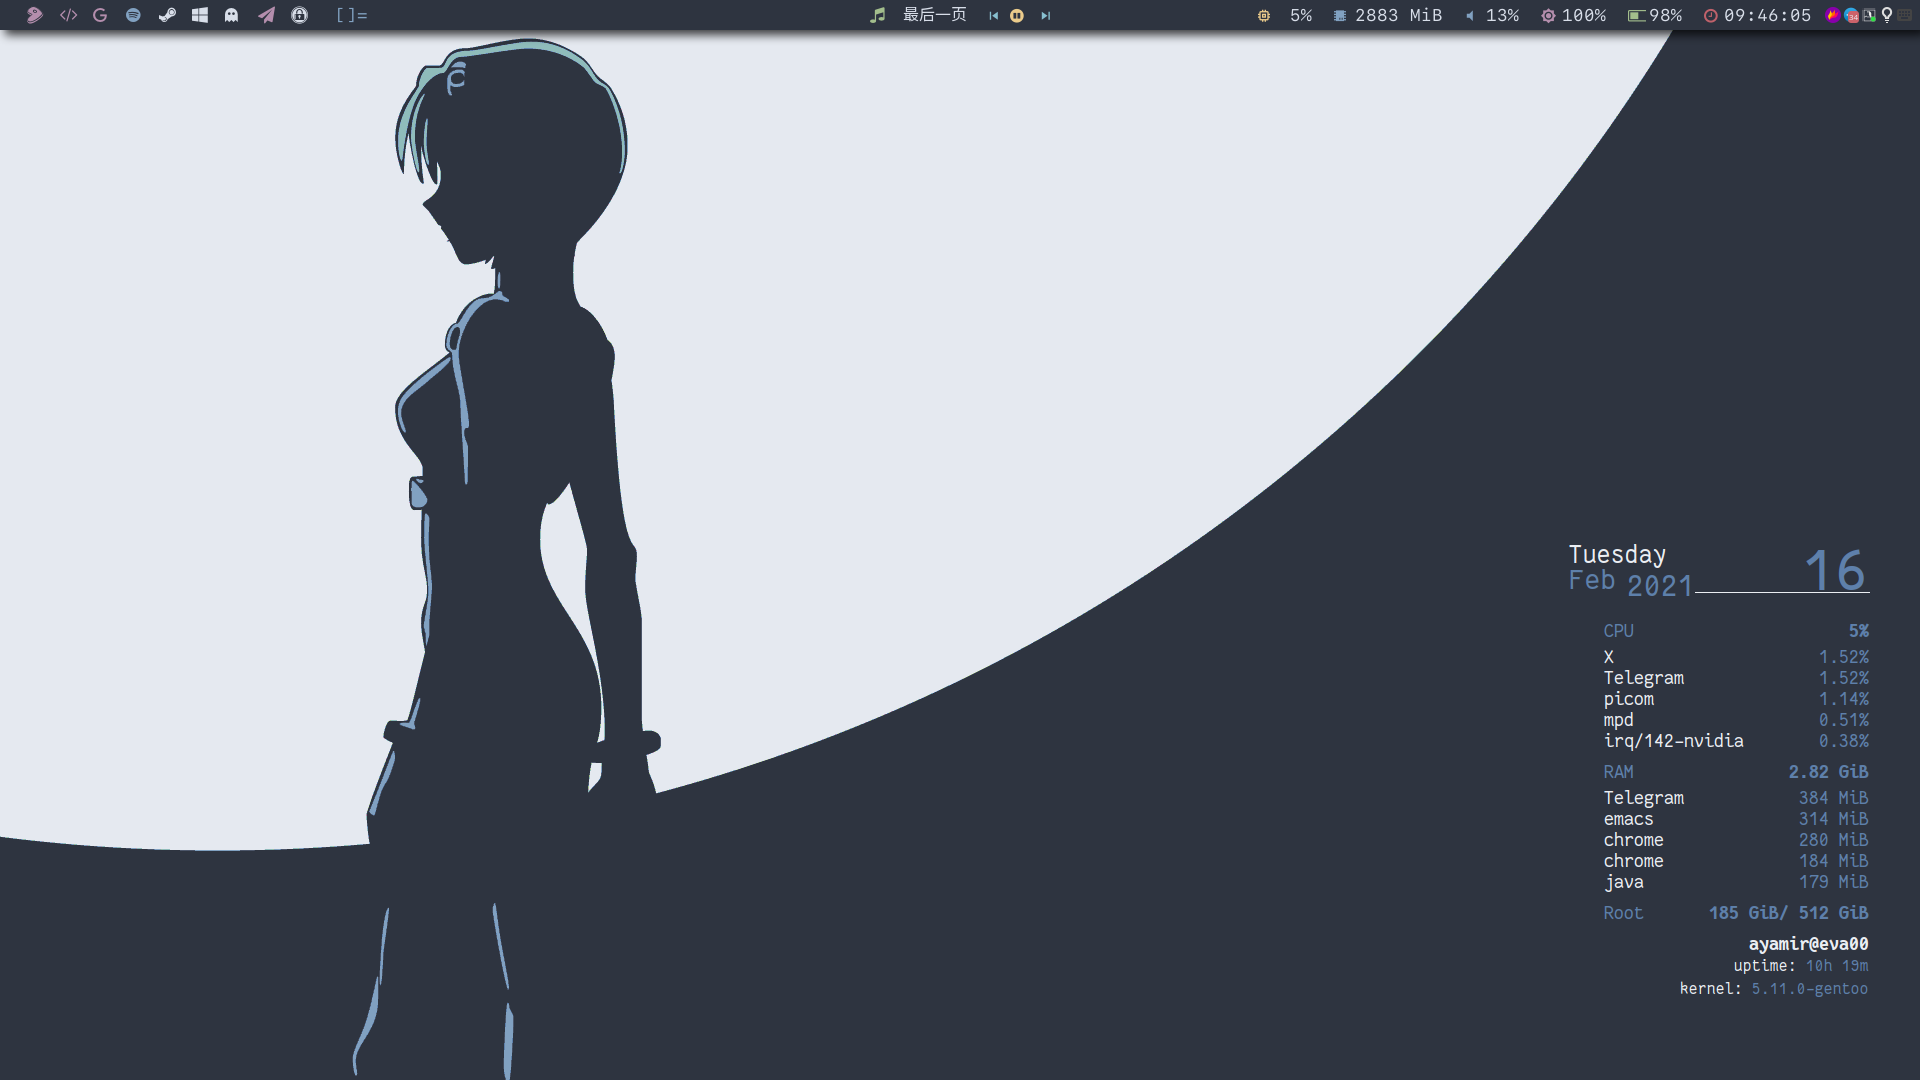 []= 最后一页 5% 2883 MiB 13% 100% 98% 09:46:05 34
Tuesday 16
Feb 2021
CPU 5%
X 1.52%
Telegram 1.52%
picom 1.14%
mpd 0.51%
irq/142-nvidia 0.38%
RAM 2.82 GiB
Telegram 384 MiB
emacs 314 MiB
chrome 280 MiB
chrome 184 MiB
java 179 MiB
Root 185 GiB/ 512 GiB
ayamir@eva00
uptime: 10h 19m
kernel: 5.11.0-gentoo